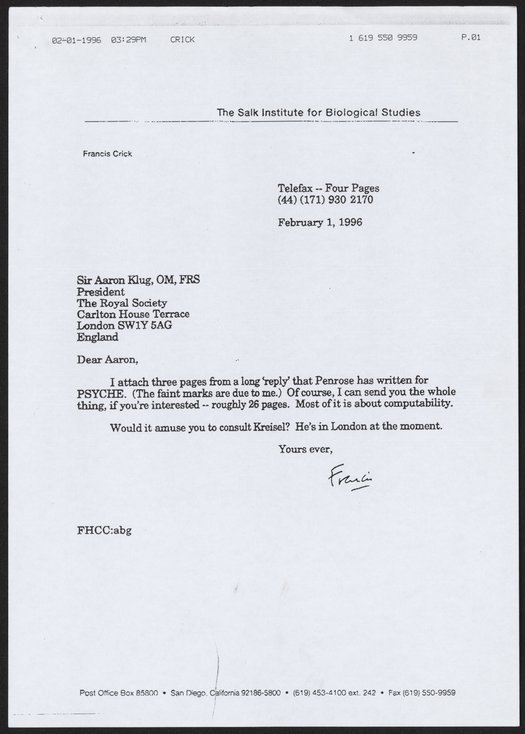 02-01-1996 03:29PM CRICK 1 619 550 9959 P.01
The Salk Institute for Biological Studies
Francis Crick
Telefax -- Four Pages
(44) (171) 930 2170
February 1, 1996
Sir Aaron Klug, OM, FRS
President
The Royal Society
Carlton House Terrace
London SW1Y 5AG
England
Dear Aaron,
I attach three pages from a long 'reply' that Penrose has written for
PSYCHE. (The faint marks are due to me.) Of course, I can send you the whole
thing, if you're interested -- roughly 26 pages. Most of it is about computability.
Would it amuse you to consult Kreisel? He's in London at the moment.
Yours ever,
Francis
FHCC:abg
Post Office Box 85800 • San Diego, California 92186-5800 • (619) 453-4100 ext. 242 • Fax (619) 550-9959